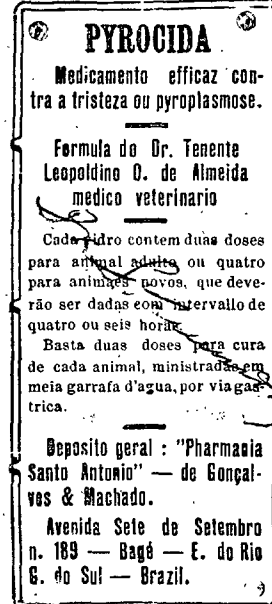 PYROCIDA
Medicamento efficaz con-
tra a tristeza ou pyroplasmose.
Formula do Dr. Tenente
Leopoldino O. de Almeida
medico veterinario
Cada vidro contem duas doses
para animal adulto ou quatro
para animaes novos, que deve-
rão ser dadas com intervallo de
quatro ou seis horas.
Basta duas doses para cura
de cada animal, ministradas em
meia garrafa d'agua, por via gas-
trica.
Deposito geral : "Pharmacia
Santo Antonio" — de Gonçal-
ves & Machado.
Avenida Sete de Setembro
n. 189 — Bagé — E. do Rio
G. do Sul — Brazil.